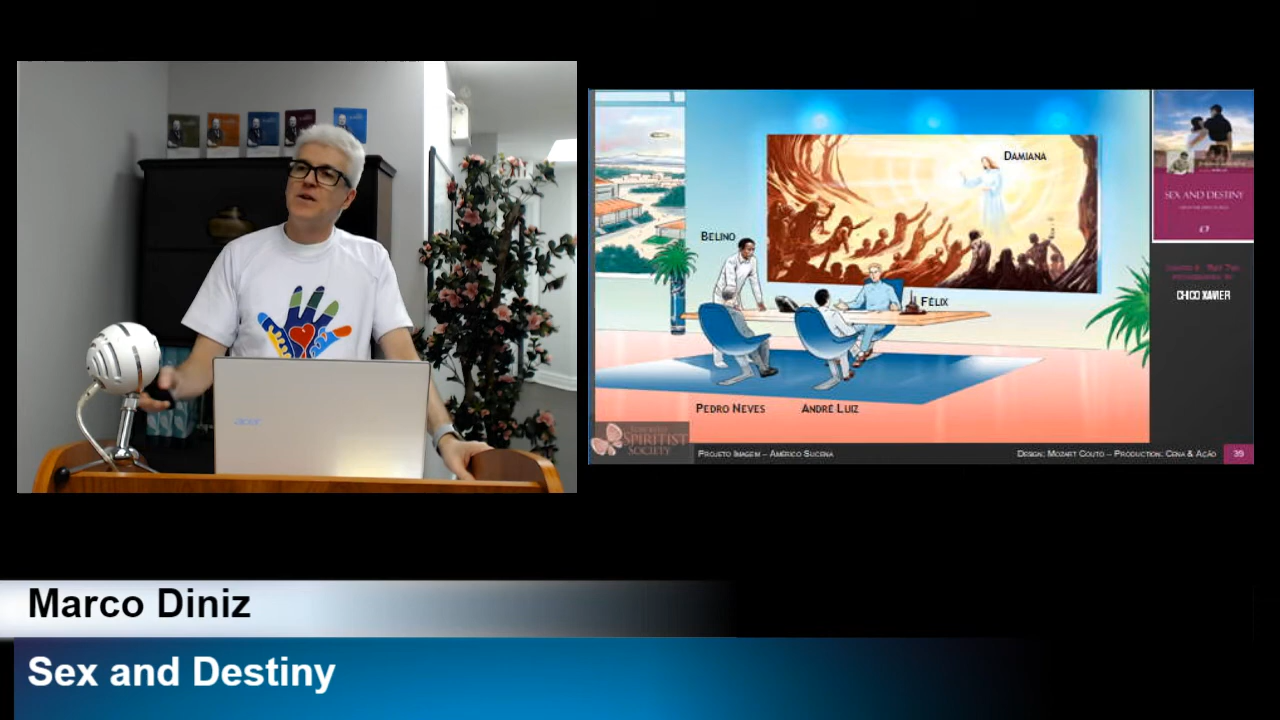 acer
DAMIANA
BELINO
FÉLIX
PEDRO NEVES
ANDRÉ LUIZ
SPIRITIST
SOCIETY
PROJETO IMAGEM – AMÉRICO SUCENA
DESIGN: MOZART COUTO – PRODUCTION: CENA & AÇÃO
39
SEX AND DESTINY
CHICO XAVIER
Marco Diniz
Sex and Destiny